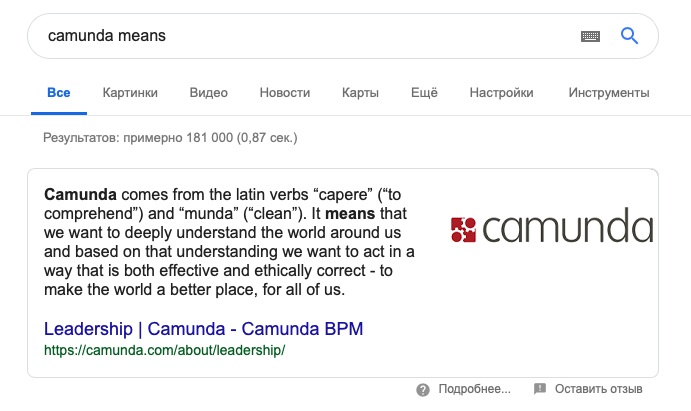 camunda means
Все Картинки Видео Новости Карты Ещё Настройки Инструменты
Результатов: примерно 181 000 (0,87 сек.)
Camunda comes from the latin verbs “capere” (“to
comprehend”) and “munda” (“clean”). It means that
we want to deeply understand the world around us
and based on that understanding we want to act in a
way that is both effective and ethically correct - to
make the world a better place, for all of us.
camunda
Leadership | Camunda - Camunda BPM
https://camunda.com/about/leadership/
Подробнее... Оставить отзыв